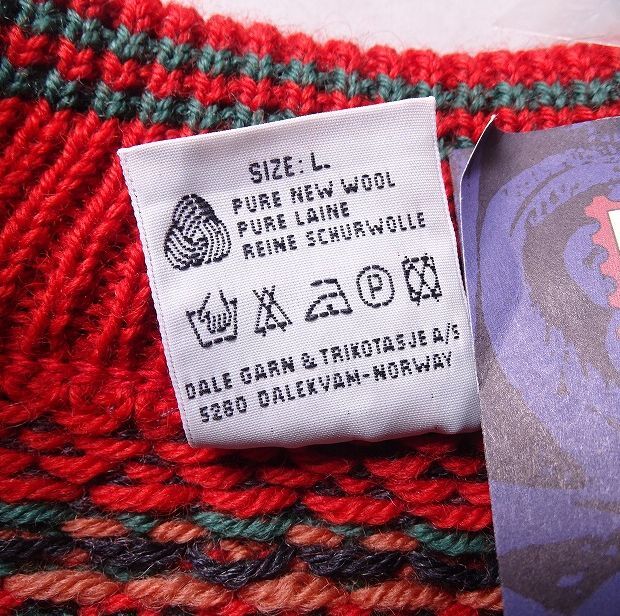 SIZE: L.
PURE NEW WOOL
PURE LAINE
REINE SCHURWOLLE
P
DALE GARN & TRIKOTASJE A/S
5280 DALEKVAM-NORWAY